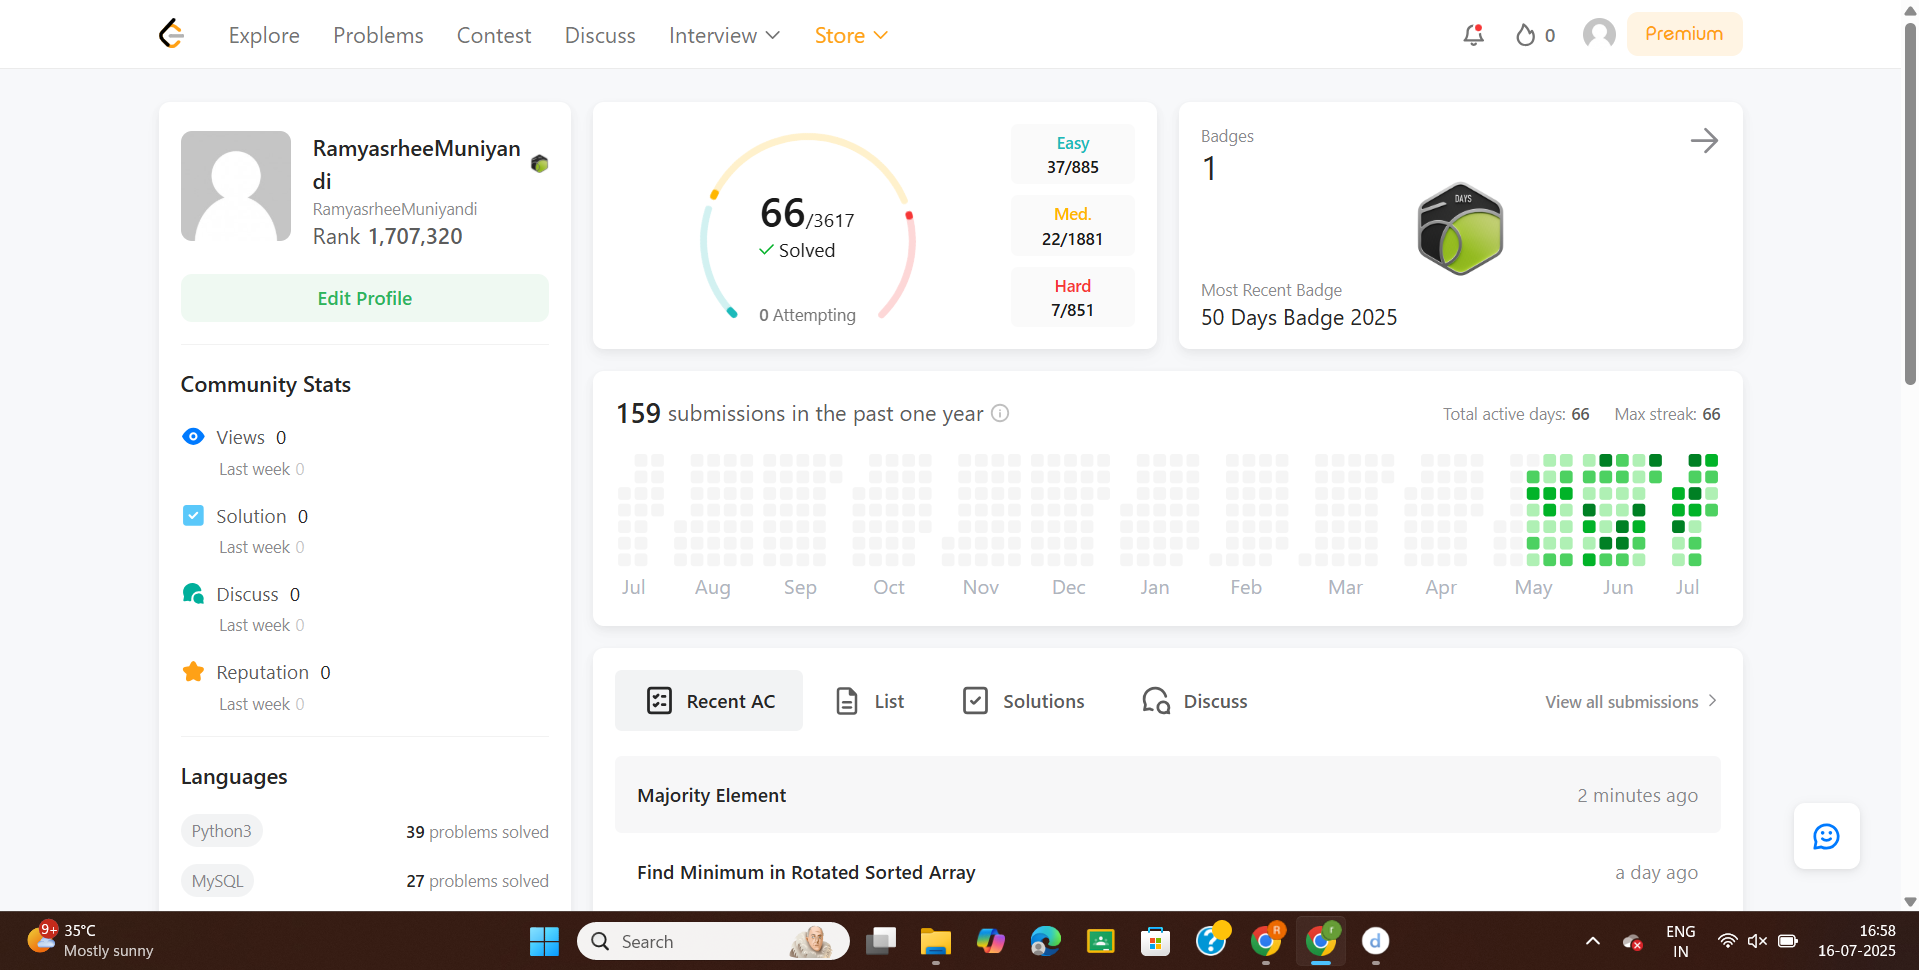 Explore Problems Contest Discuss Interview Store 0 Premium
RamyasrheeMuniyan
di
RamyasrheeMuniyandi
Rank 1,707,320
Edit Profile
Community Stats
Views 0
Last week 0
Solution 0
Last week 0
Discuss 0
Last week 0
Reputation 0
Last week 0
Languages
Python3 39 problems solved
MySQL 27 problems solved
66/3617
Solved
0 Attempting
Easy
37/885
Med.
22/1881
Hard
7/851
Badges
1
DAYS
Most Recent Badge
50 Days Badge 2025
159 submissions in the past one year Total active days: 66 Max streak: 66
Jul Aug Sep Oct Nov Dec Jan Feb Mar Apr May Jun Jul
Recent AC List Solutions Discuss View all submissions
Majority Element 2 minutes ago
Find Minimum in Rotated Sorted Array a day ago
9+
35°C
Mostly sunny
Search
R
r
d
ENG
IN
16:58
16-07-2025